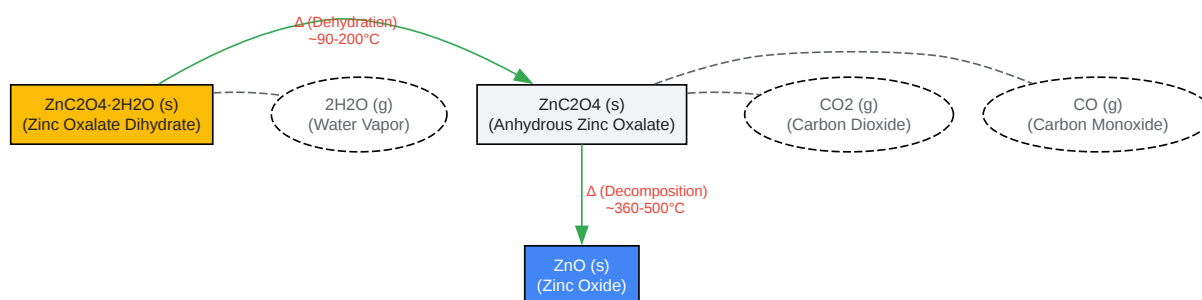 Δ (Dehydration)
~90-200°C
ZnC2O4·2H2O (s)
(Zinc Oxalate Dihydrate)
2H2O (g)
(Water Vapor)
ZnC2O4 (s)
(Anhydrous Zinc Oxalate)
CO2 (g)
(Carbon Dioxide)
CO (g)
(Carbon Monoxide)
Δ (Decomposition)
~360-500°C
ZnO (s)
(Zinc Oxide)